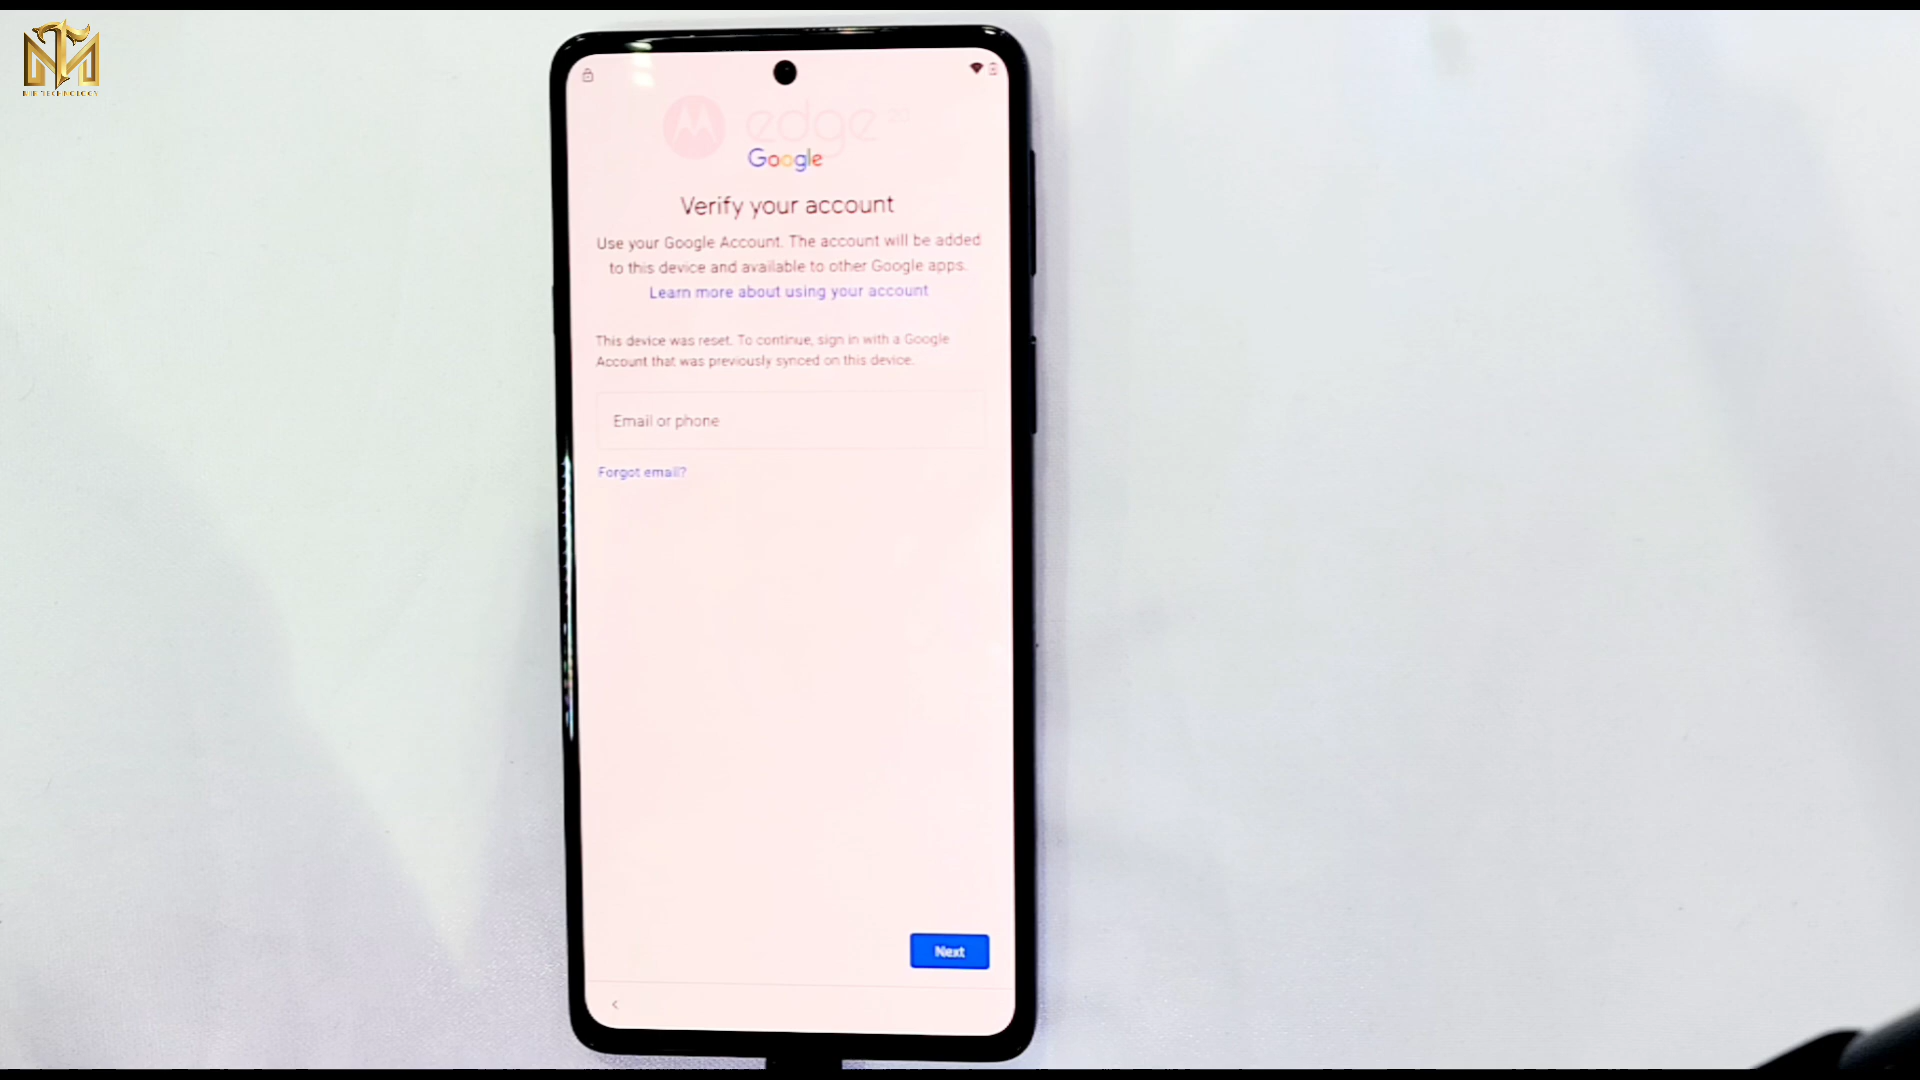 edge 20
Google
Verify your account
Use your Google Account. The account will be added
to this device and available to other Google apps.
Learn more about using your account
This device was reset. To continue, sign in with a Google
Account that was previously synced on this device.
Email or phone
Forgot email?
Next